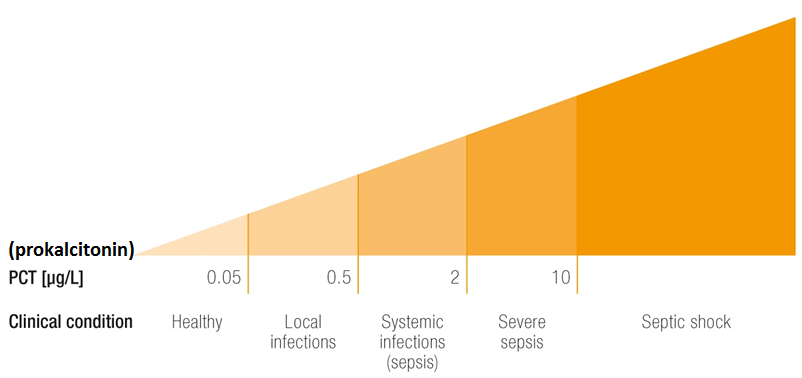 (prokalcitonin)
PCT [µg/L] 0.05 0.5 2 10
Clinical condition Healthy Local Systemic Severe Septic shock
infections infections sepsis
(sepsis)